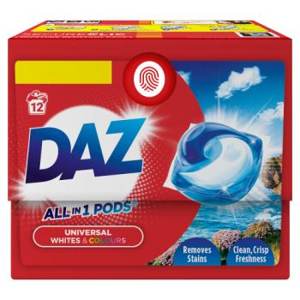 12
DAZ
ALL IN 1 PODS
UNIVERSAL
WHITES & COLOURS
Removes
Stains
Clean, Crisp
Freshness